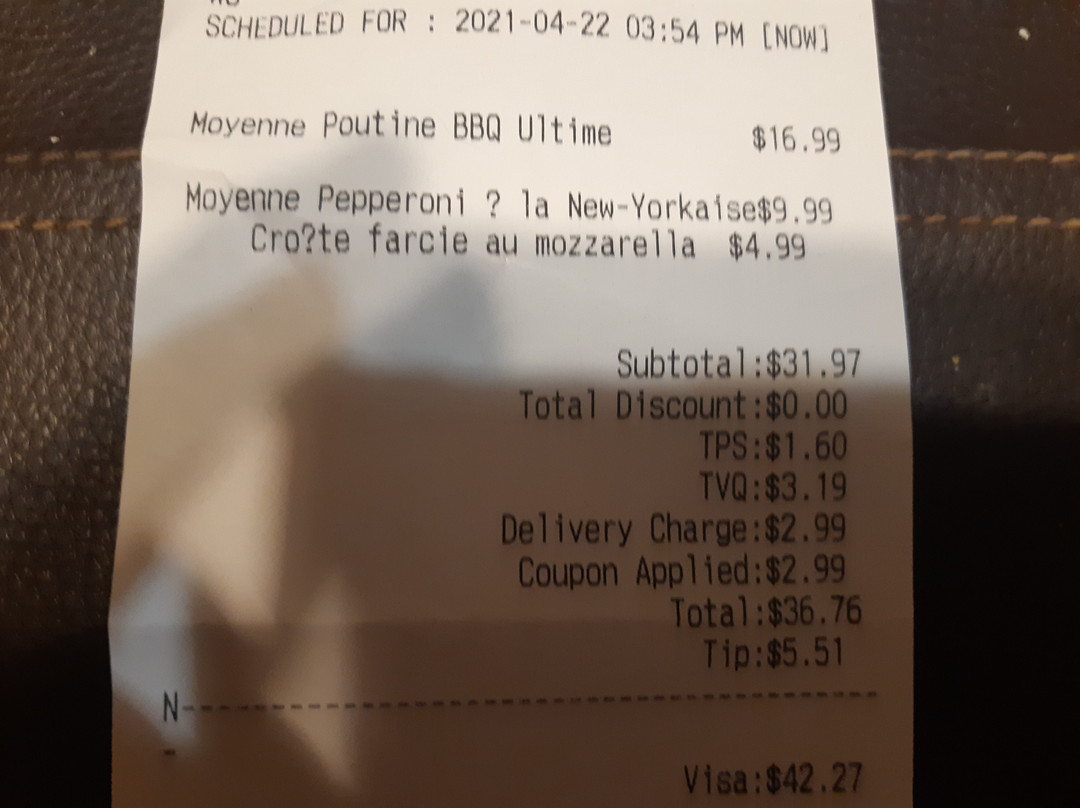 SCHEDULED FOR : 2021-04-22 03:54 PM [NOW]
Moyenne Poutine BBQ Ultime $16.99
Moyenne Pepperoni ? la New-Yorkaise$9.99
Cro?te farcie au mozzarella $4.99
Subtotal:$31.97
Total Discount:$0.00
TPS:$1.60
TVQ:$3.19
Delivery Charge:$2.99
Coupon Applied:$2.99
Total:$36.76
Tip:$5.51
N----------------------------------------
-
Visa:$42.27